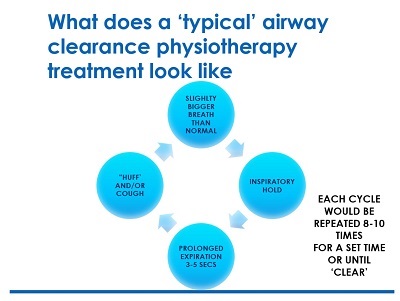 What does a ‘typical’ airway
clearance physiotherapy
treatment look like
SLIGHLTY
BIGGER
BREATH
THAN
NORMAL
INSPIRATORY
HOLD
PROLONGED
EXPIRATION
3-5 SECS
"HUFF'
AND/OR
COUGH
EACH CYCLE
WOULD BE
REPEATED 8-10
TIMES
FOR A SET TIME
OR UNTIL
‘CLEAR’